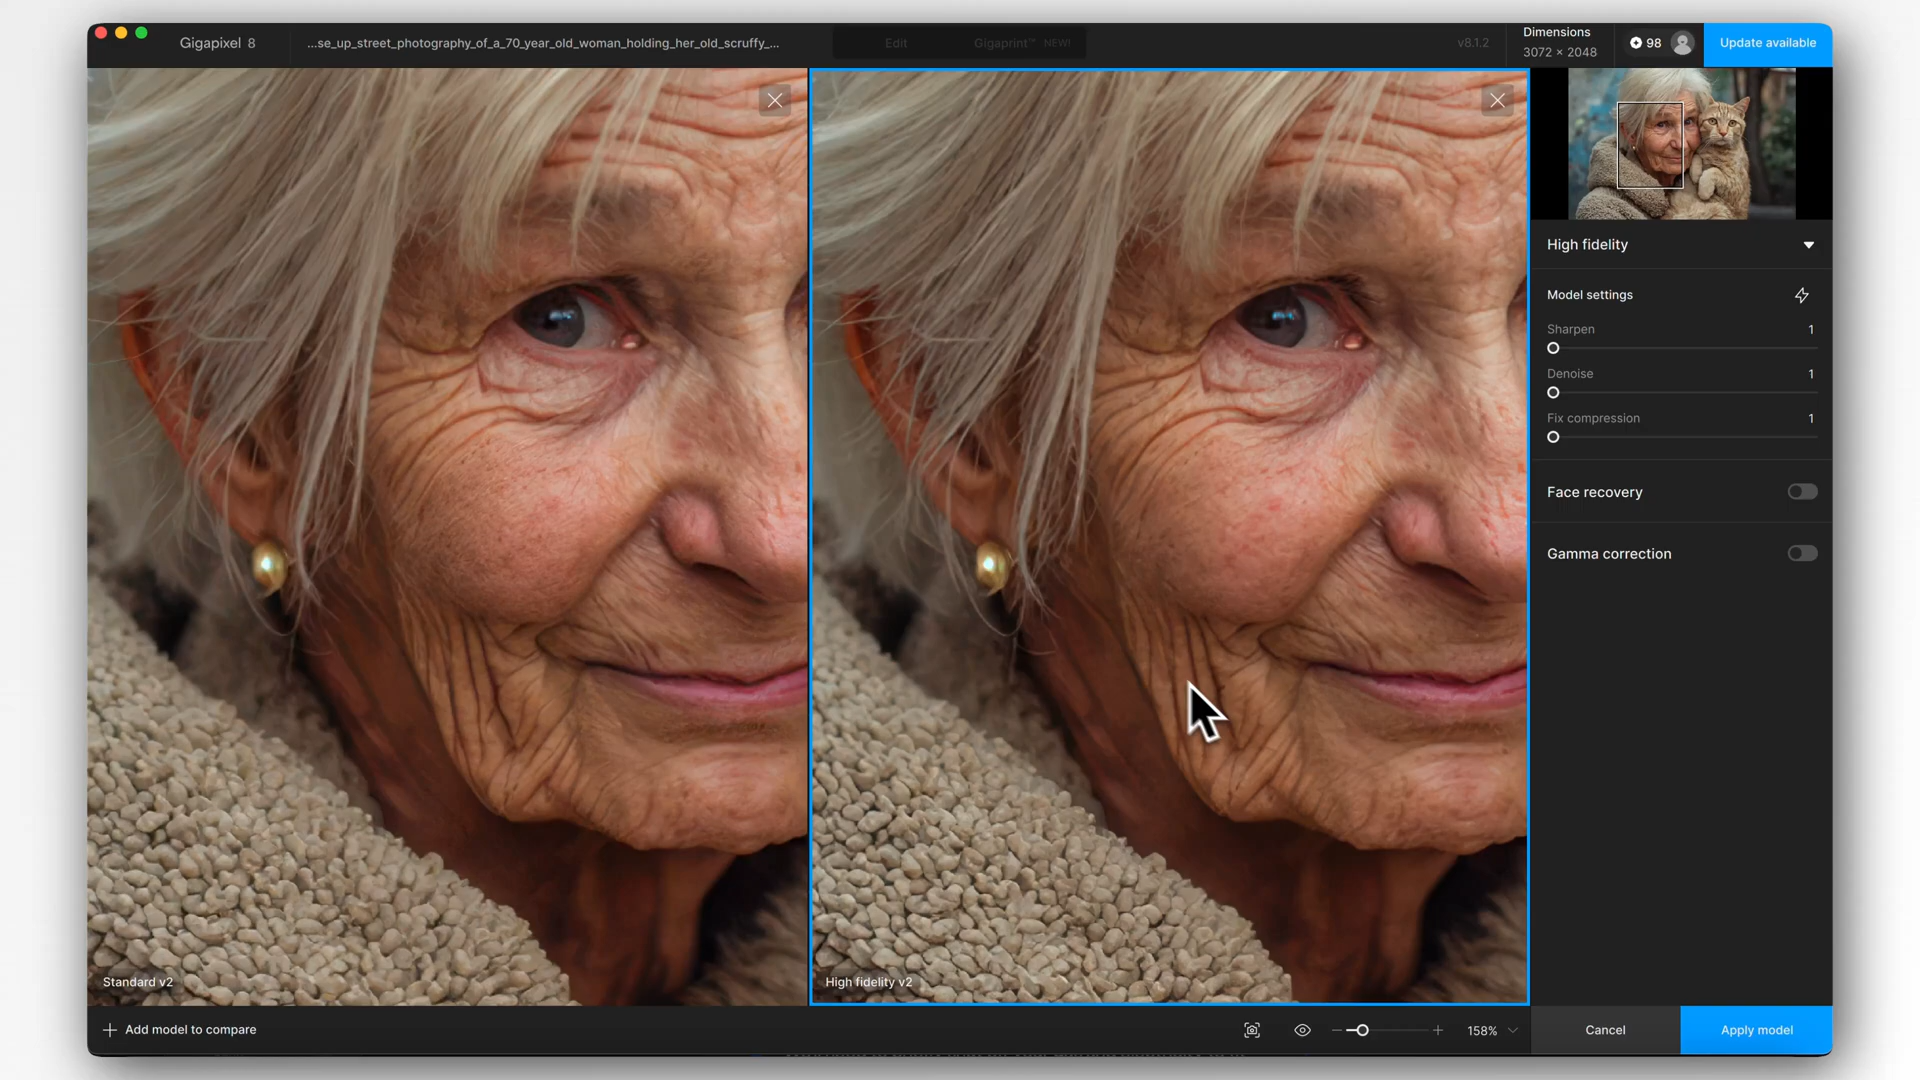 Gigapixel 8
...se_up_street_photography_of_a_70_year_old_woman_holding_her_old_scruffy_...
Edit
Gigaprint™ NEW!
v8.1.2
Dimensions
3072 × 2048
98
Update available
High fidelity
Model settings
Sharpen 1
Denoise 1
Fix compression 1
Face recovery
Gamma correction
Standard v2
High fidelity v2
Add model to compare
158%
Cancel
Apply model